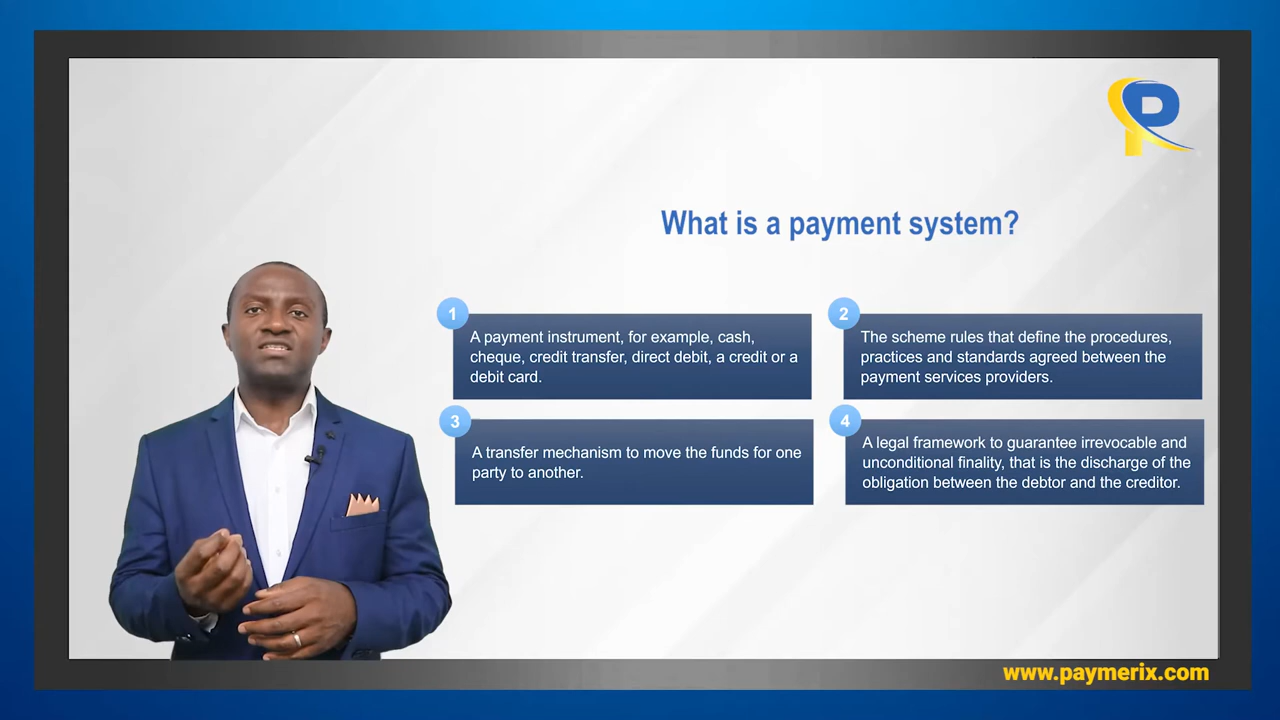 What is a payment system?
1
A payment instrument, for example, cash,
cheque, credit transfer, direct debit, a credit or a
debit card.
2
The scheme rules that define the procedures,
practices and standards agreed between the
payment services providers.
3
A transfer mechanism to move the funds for one
party to another.
4
A legal framework to guarantee irrevocable and
unconditional finality, that is the discharge of the
obligation between the debtor and the creditor.
www.paymerix.com